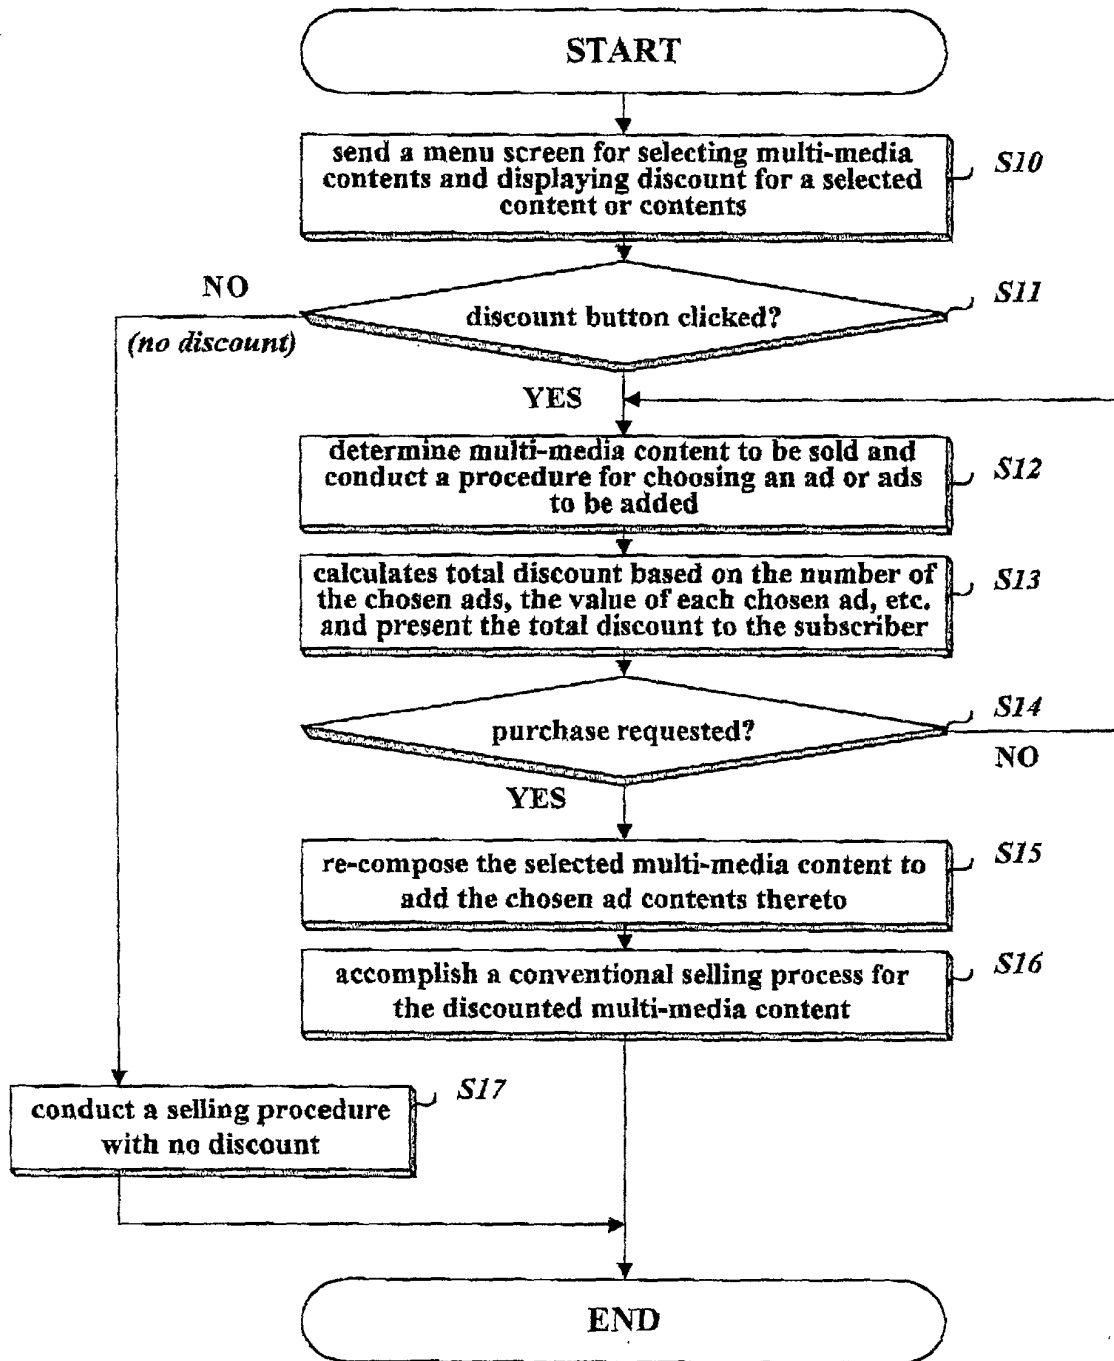 START
send a menu screen for selecting multi-media
contents and displaying discount for a selected
content or contents
S10
NO
(no discount)
discount button clicked?
S11
YES
determine multi-media content to be sold and
conduct a procedure for choosing an ad or ads
to be added
S12
calculates total discount based on the number of
the chosen ads, the value of each chosen ad, etc.
and present the total discount to the subscriber
S13
purchase requested?
S14
NO
YES
re-compose the selected multi-media content to
add the chosen ad contents thereto
S15
accomplish a conventional selling process for
the discounted multi-media content
S16
conduct a selling procedure
with no discount
S17
END